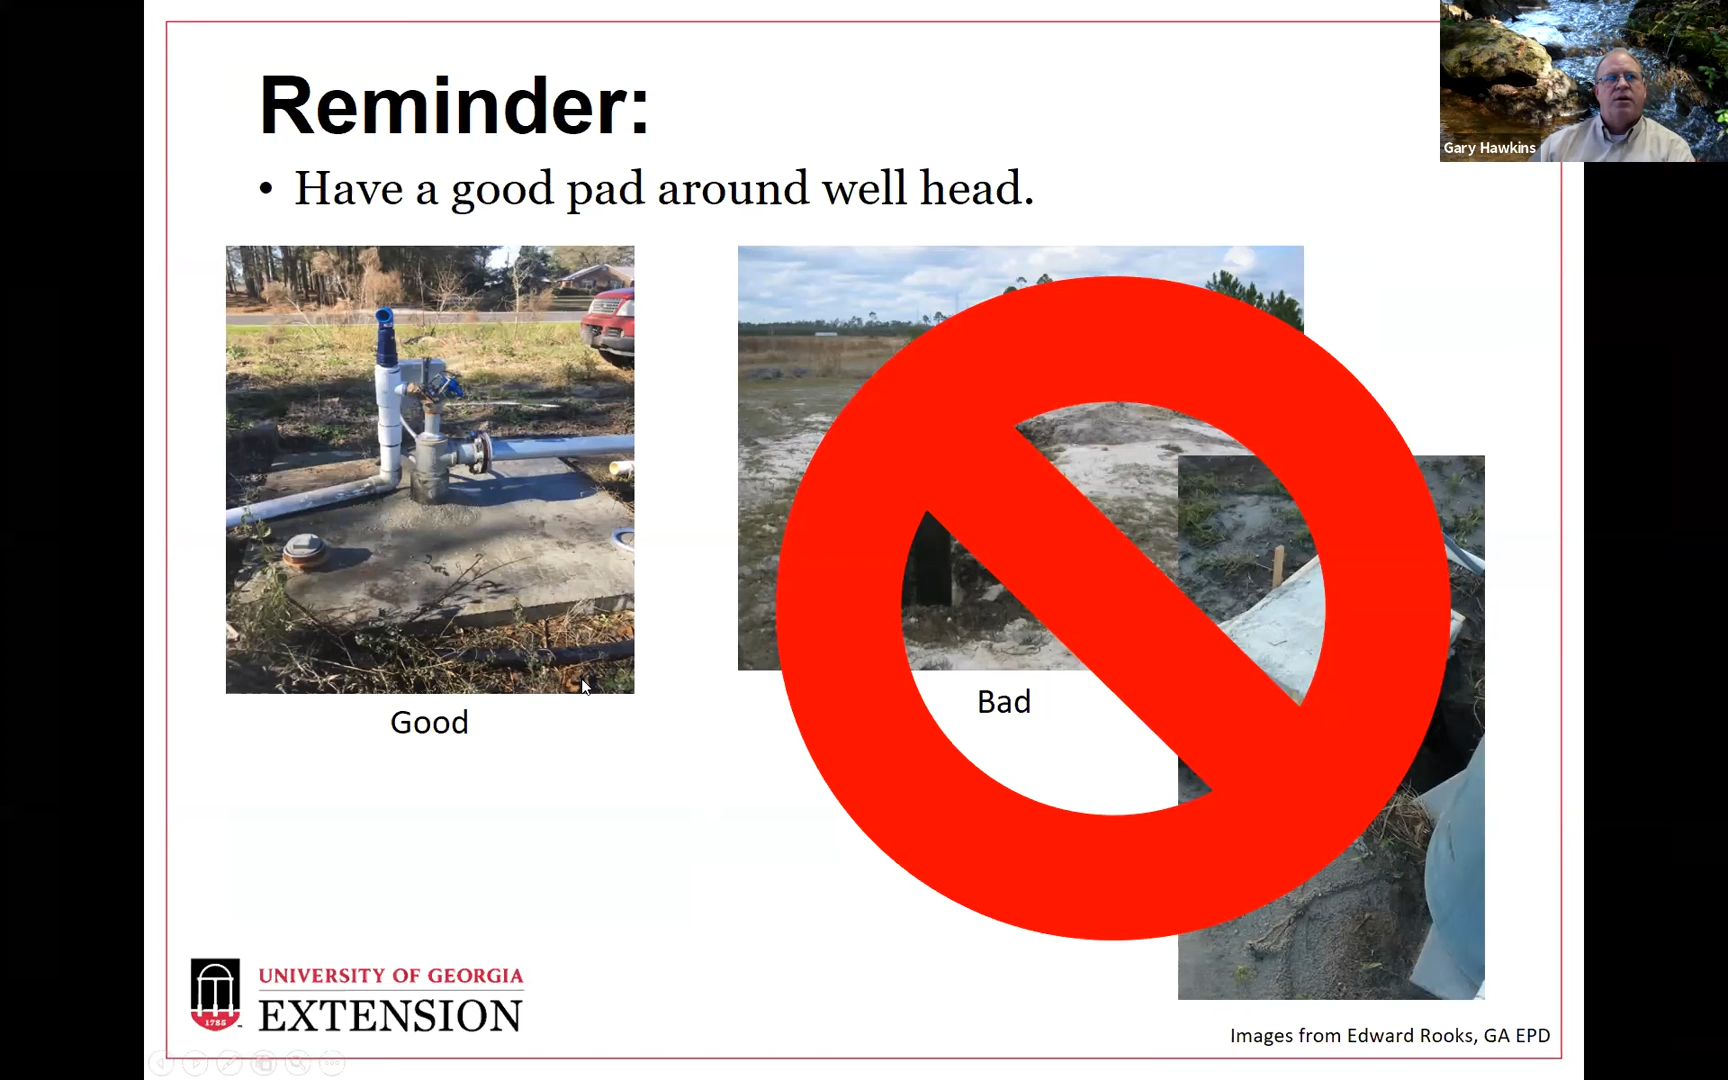 Reminder:
• Have a good pad around well head.
Gary Hawkins
Good
Bad
UNIVERSITY OF GEORGIA
EXTENSION
1785
Images from Edward Rooks, GA EPD